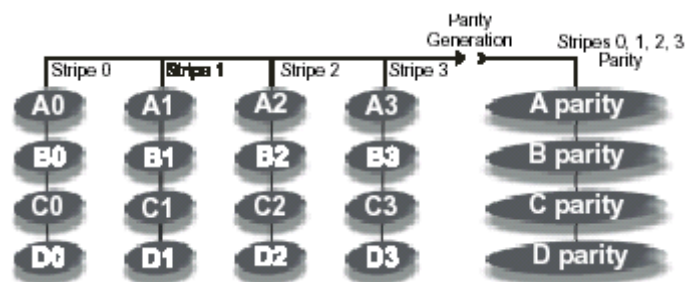 Parity
Generation
Stripes 0, 1, 2, 3
Parity
Stripe 0
Stripe 1
Stripe 2
Stripe 3
A0 A1 A2 A3 A parity
B0 B1 B2 B3 B parity
C0 C1 C2 C3 C parity
D0 D1 D2 D3 D parity